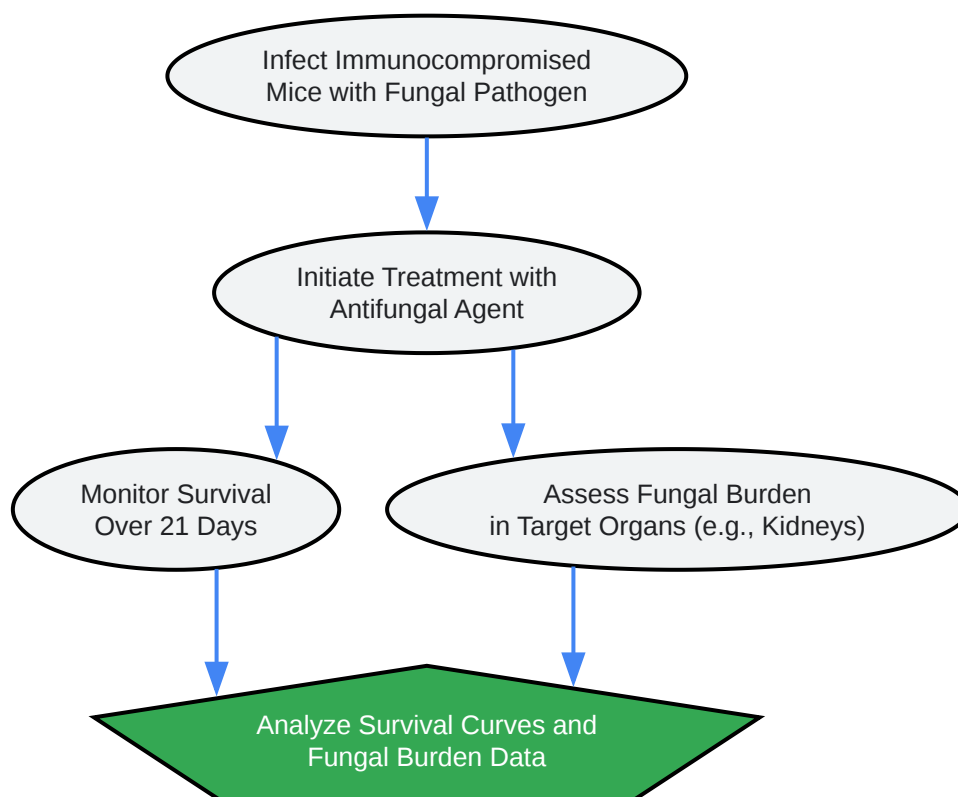 Infect Immunocompromised
Mice with Fungal Pathogen
Initiate Treatment with
Antifungal Agent
Monitor Survival
Over 21 Days
Assess Fungal Burden
in Target Organs (e.g., Kidneys)
Analyze Survival Curves and
Fungal Burden Data